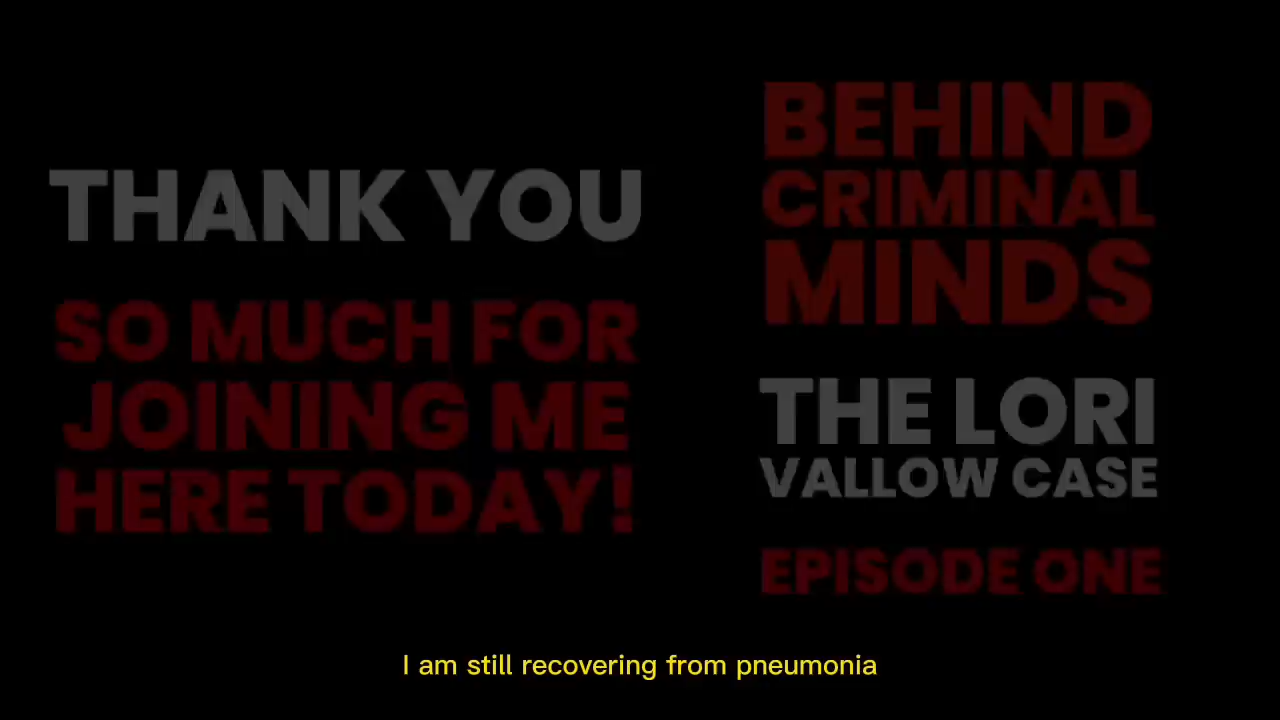 THANK YOU
SO MUCH FOR
JOINING ME
HERE TODAY!
BEHIND
CRIMINAL
MINDS
THE LORI
VALLOW CASE
EPISODE ONE
I am still recovering from pneumonia